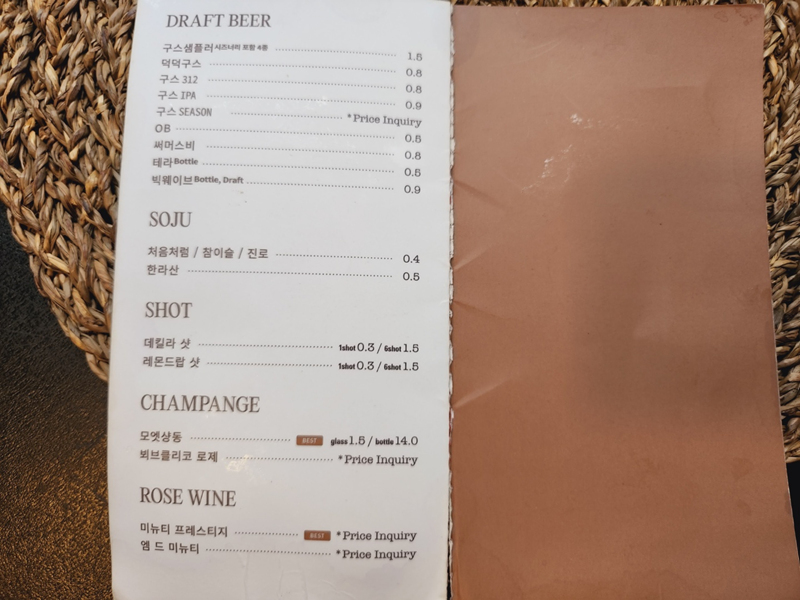 DRAFT BEER
구스샘플러 시즈너리 포함 4종 1.5
덕덕구스 0.8
구스 312 0.8
구스 IPA 0.9
구스 SEASON *Price Inquiry
OB 0.5
써머스비 0.8
테라 Bottle 0.5
빅웨이브 Bottle, Draft 0.9
SOJU
처음처럼 / 참이슬 / 진로 0.4
한라산 0.5
SHOT
데킬라 샷 1shot 0.3 / 6shot 1.5
레몬드랍 샷 1shot 0.3 / 6shot 1.5
CHAMPANGE
모엣샹동 BEST glass 1.5 / bottle 14.0
뵈브클리코 로제 *Price Inquiry
ROSE WINE
미뉴티 프레스티지 BEST *Price Inquiry
엠 드 미뉴티 *Price Inquiry